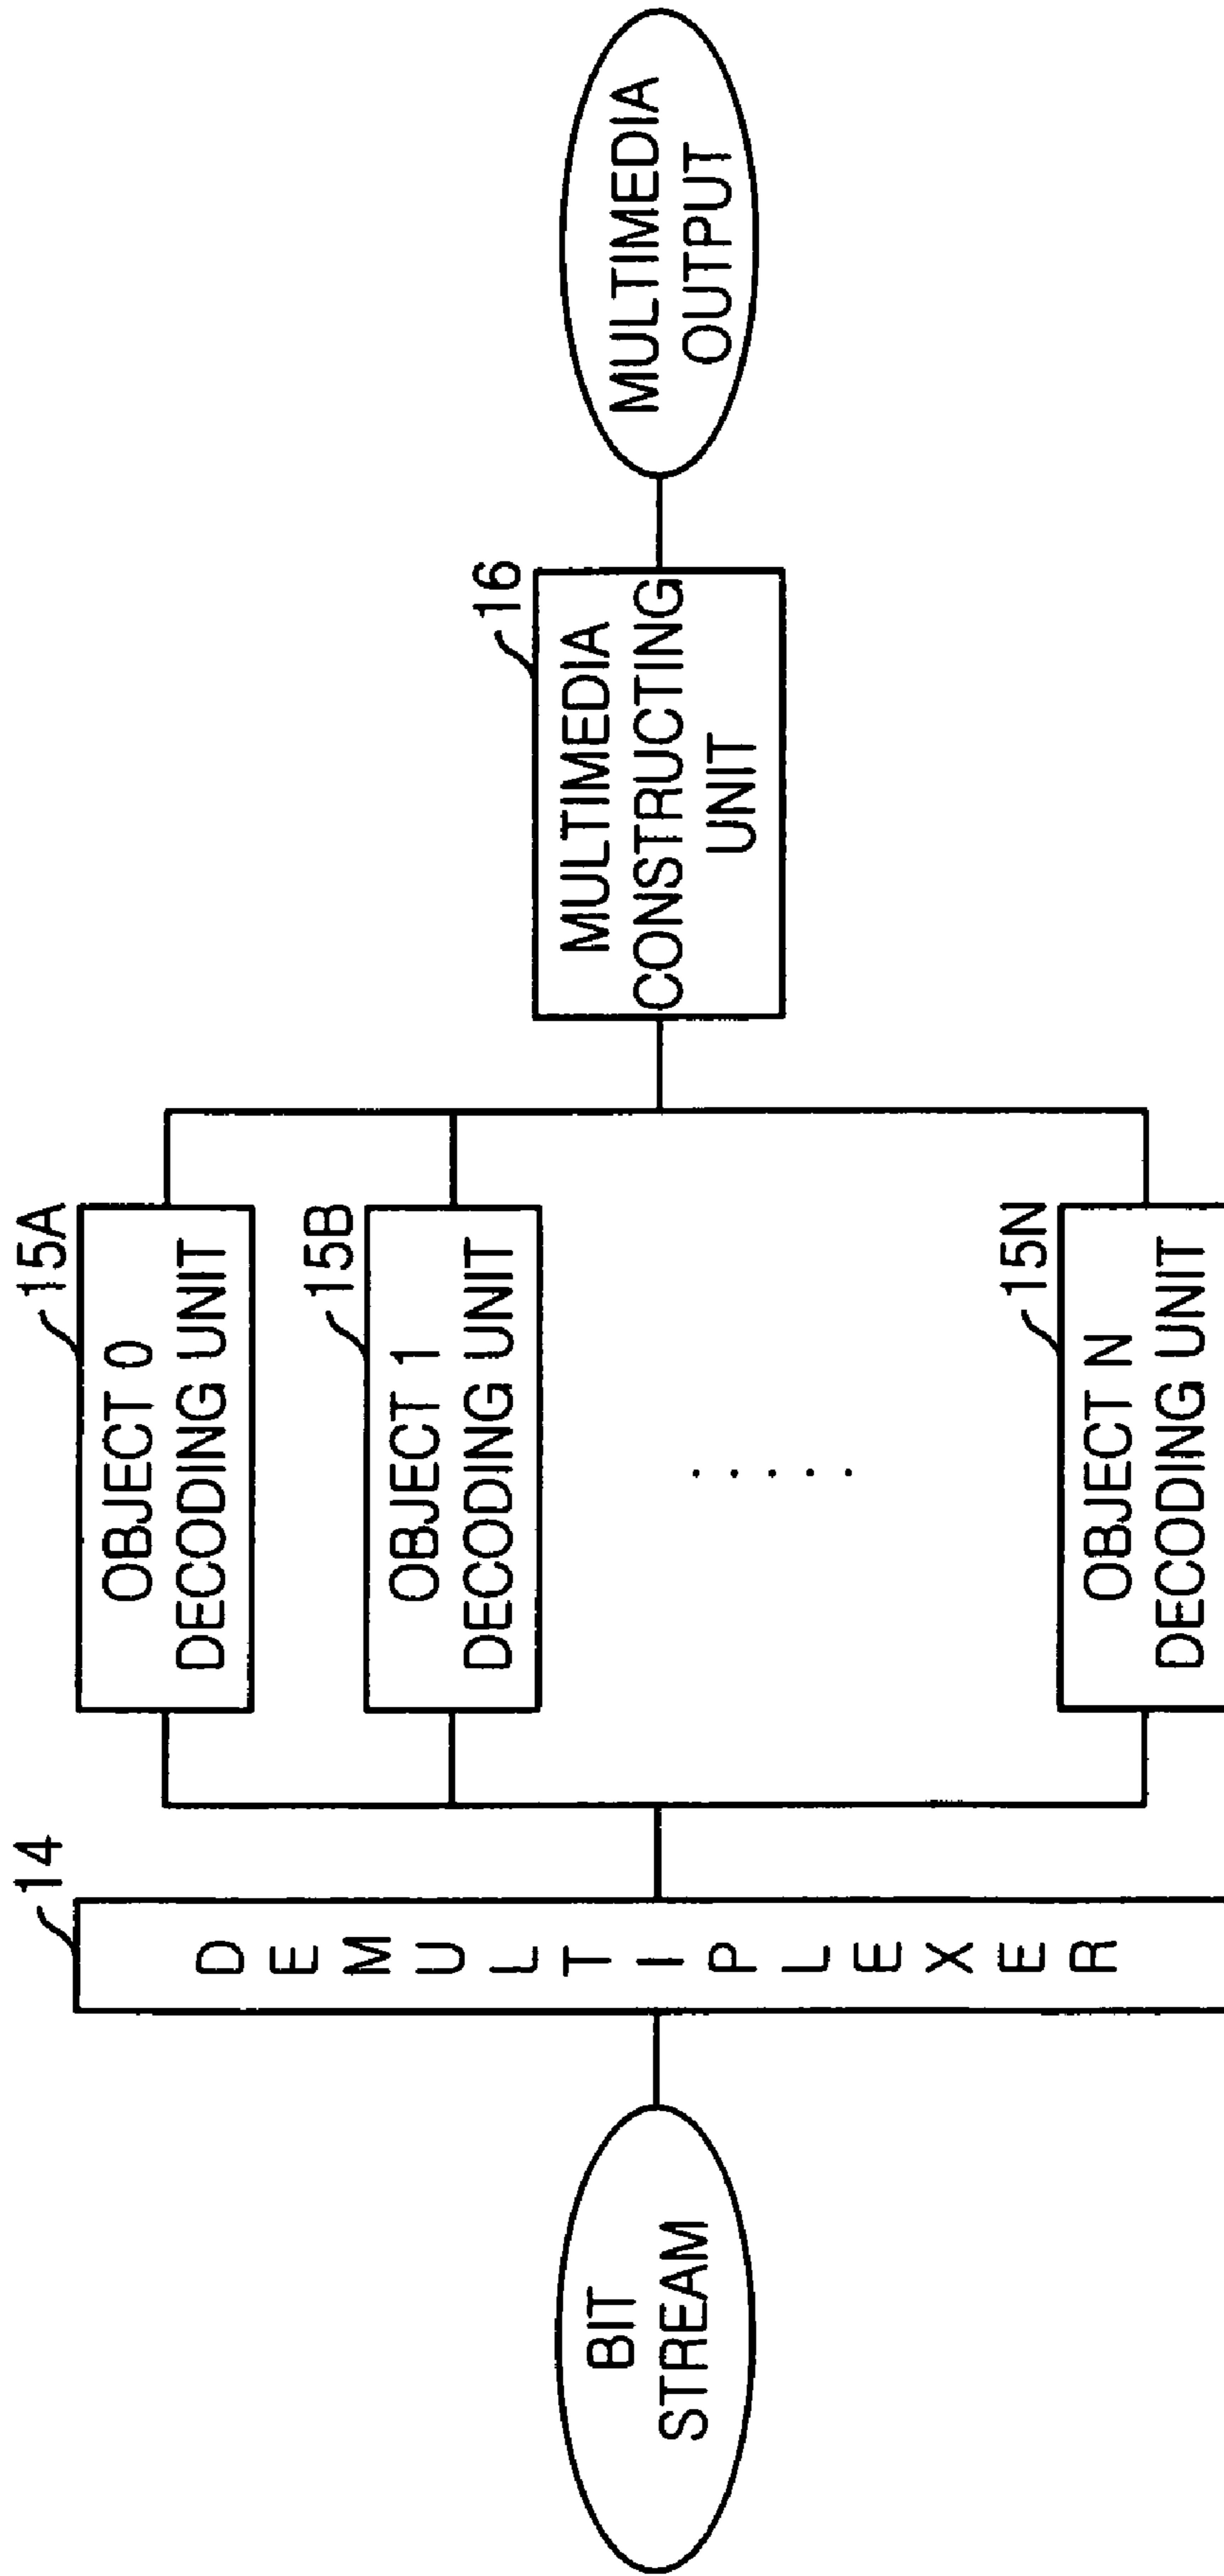 BIT
STREAM
14
DEMULTIPLEXER
15A
OBJECT 0
DECODING UNIT
15B
OBJECT 1
DECODING UNIT
.....
15N
OBJECT N
DECODING UNIT
16
MULTIMEDIA
CONSTRUCTING
UNIT
MULTIMEDIA
OUTPUT